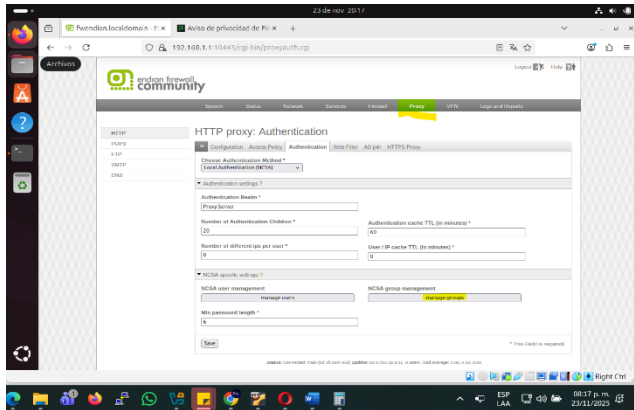 23 de nov 20:17
fwendian.localdomain - E
Aviso de privacidad de Fir
192.168.1.1:10443/cgi-bin/proxyauth.cgi
Archivos
endian firewall
community
Logout
Help
System Status Network Services Firewall Proxy VPN Logs and Reports
HTTP
POP3
FTP
SMTP
DNS
HTTP proxy: Authentication
Configuration Access Policy Authentication Web Filter AD join HTTPS Proxy
Choose Authentication Method *
Local Authentication (NCSA)
Authentication settings ?
Authentication Realm *
Proxy Server
Number of Authentication Children *
20
Authentication cache TTL (in minutes) *
60
Number of different ips per user *
0
User / IP cache TTL (in minutes) *
0
NCSA specific settings ?
NCSA user management
manage users
NCSA group management
manage groups
Min password length *
6
Save
* This Field is required.
Right Ctrl
ESP
LAA
08:17 p. m.
23/11/2025